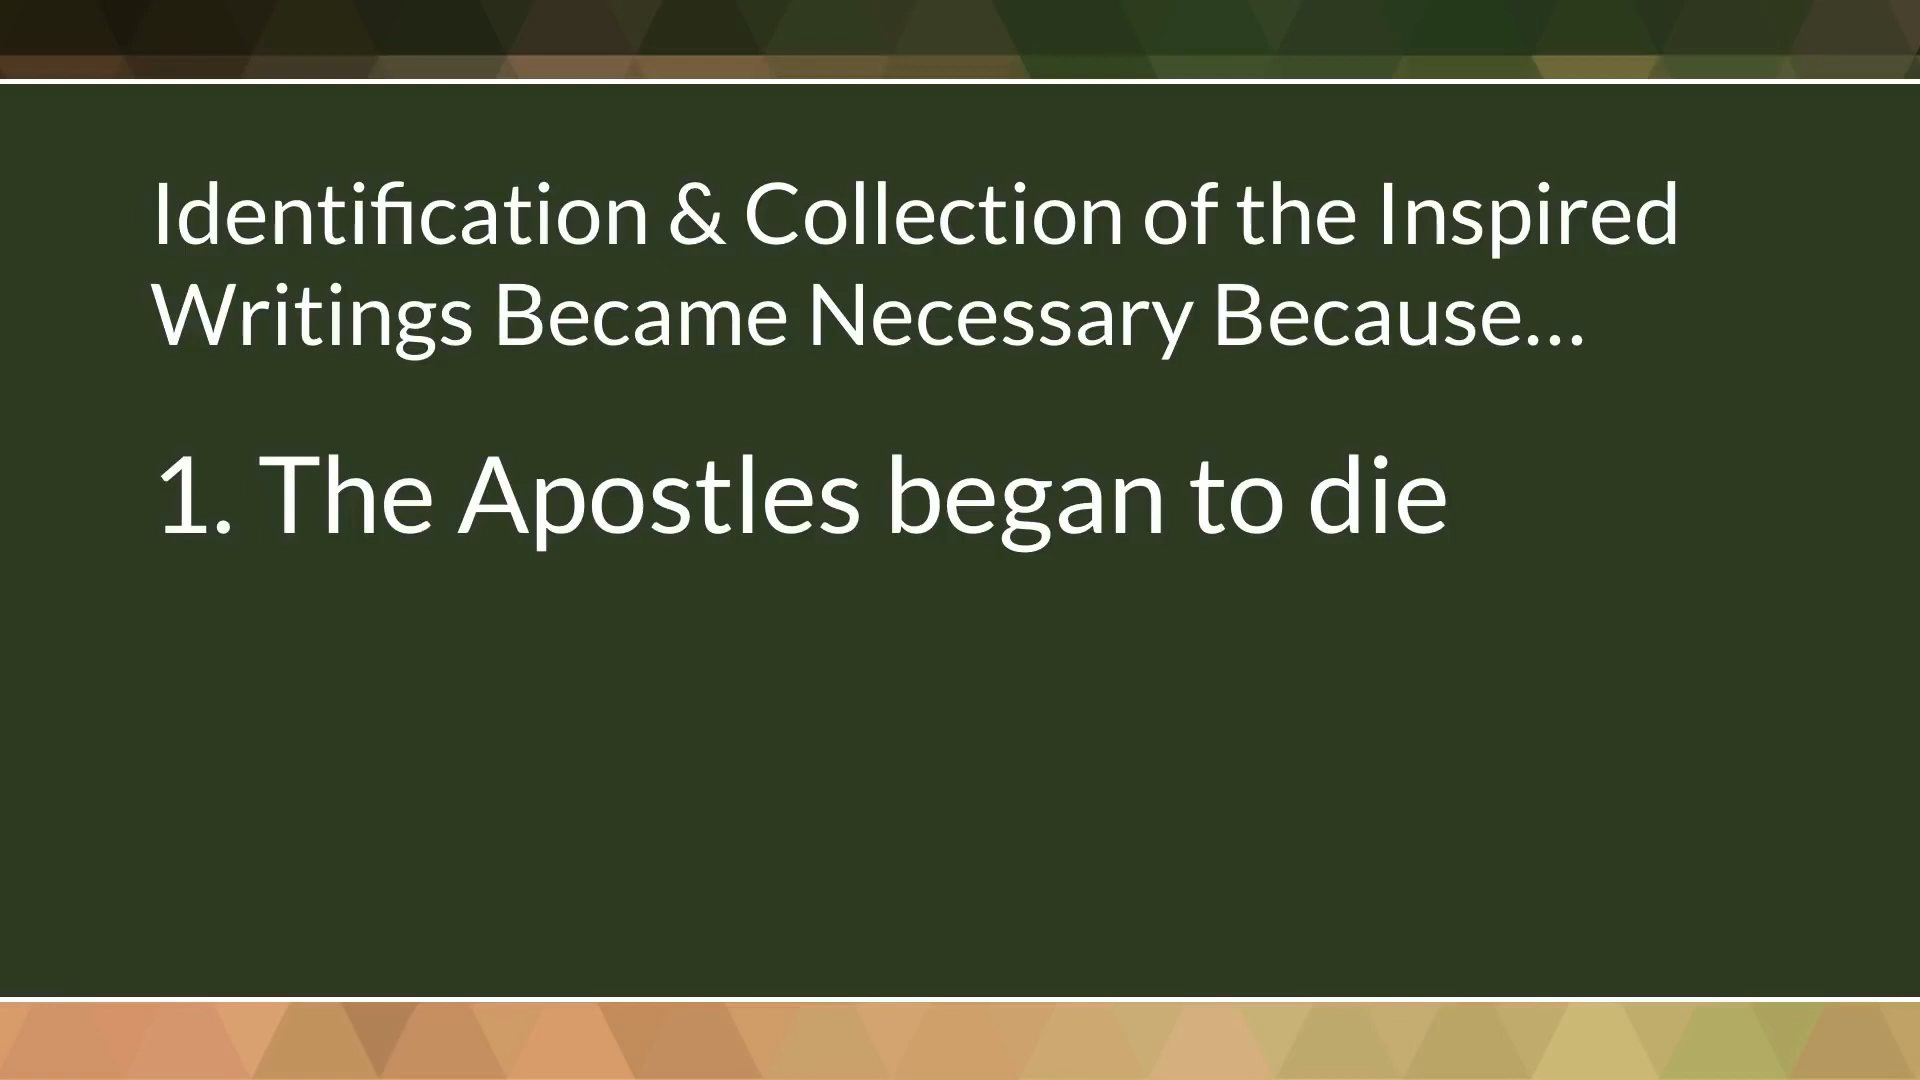 Identification & Collection of the Inspired
Writings Became Necessary Because...
1. The Apostles began to die